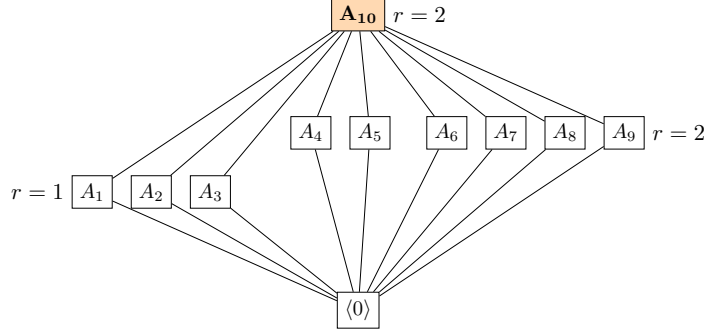 A₁₀ r = 2
A₄ A₅ A₆ A₇ A₈ A₉ r = 2
r = 1 A₁ A₂ A₃
⟨0⟩